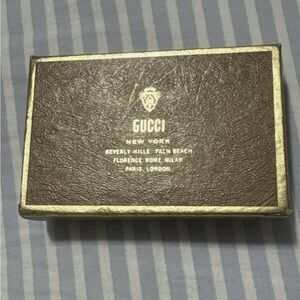 GUCCI
NEW YORK
BEVERLY HILLS PALM BEACH
FLORENCE ROME MILAN
PARIS LONDON